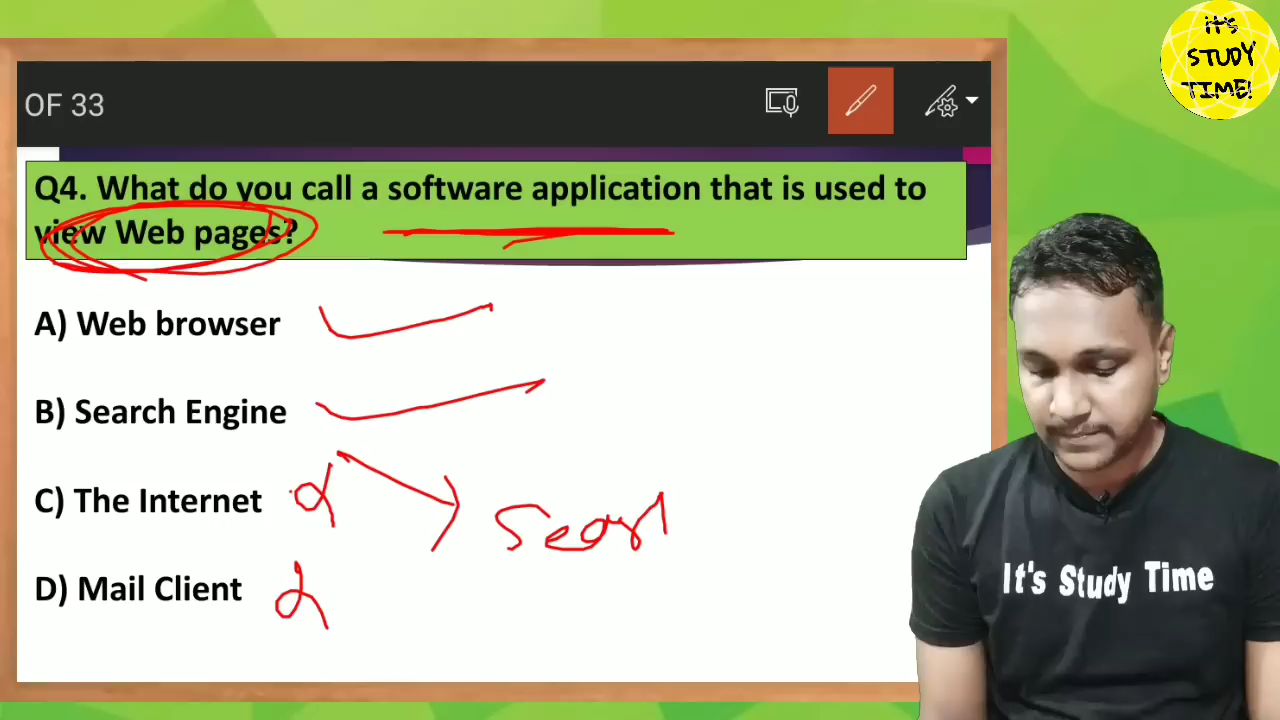 IT'S
STUDY
TIME!
OF 33
Q4. What do you call a software application that is used to
view Web pages?
A) Web browser
B) Search Engine
C) The Internet
D) Mail Client
It's Study Time